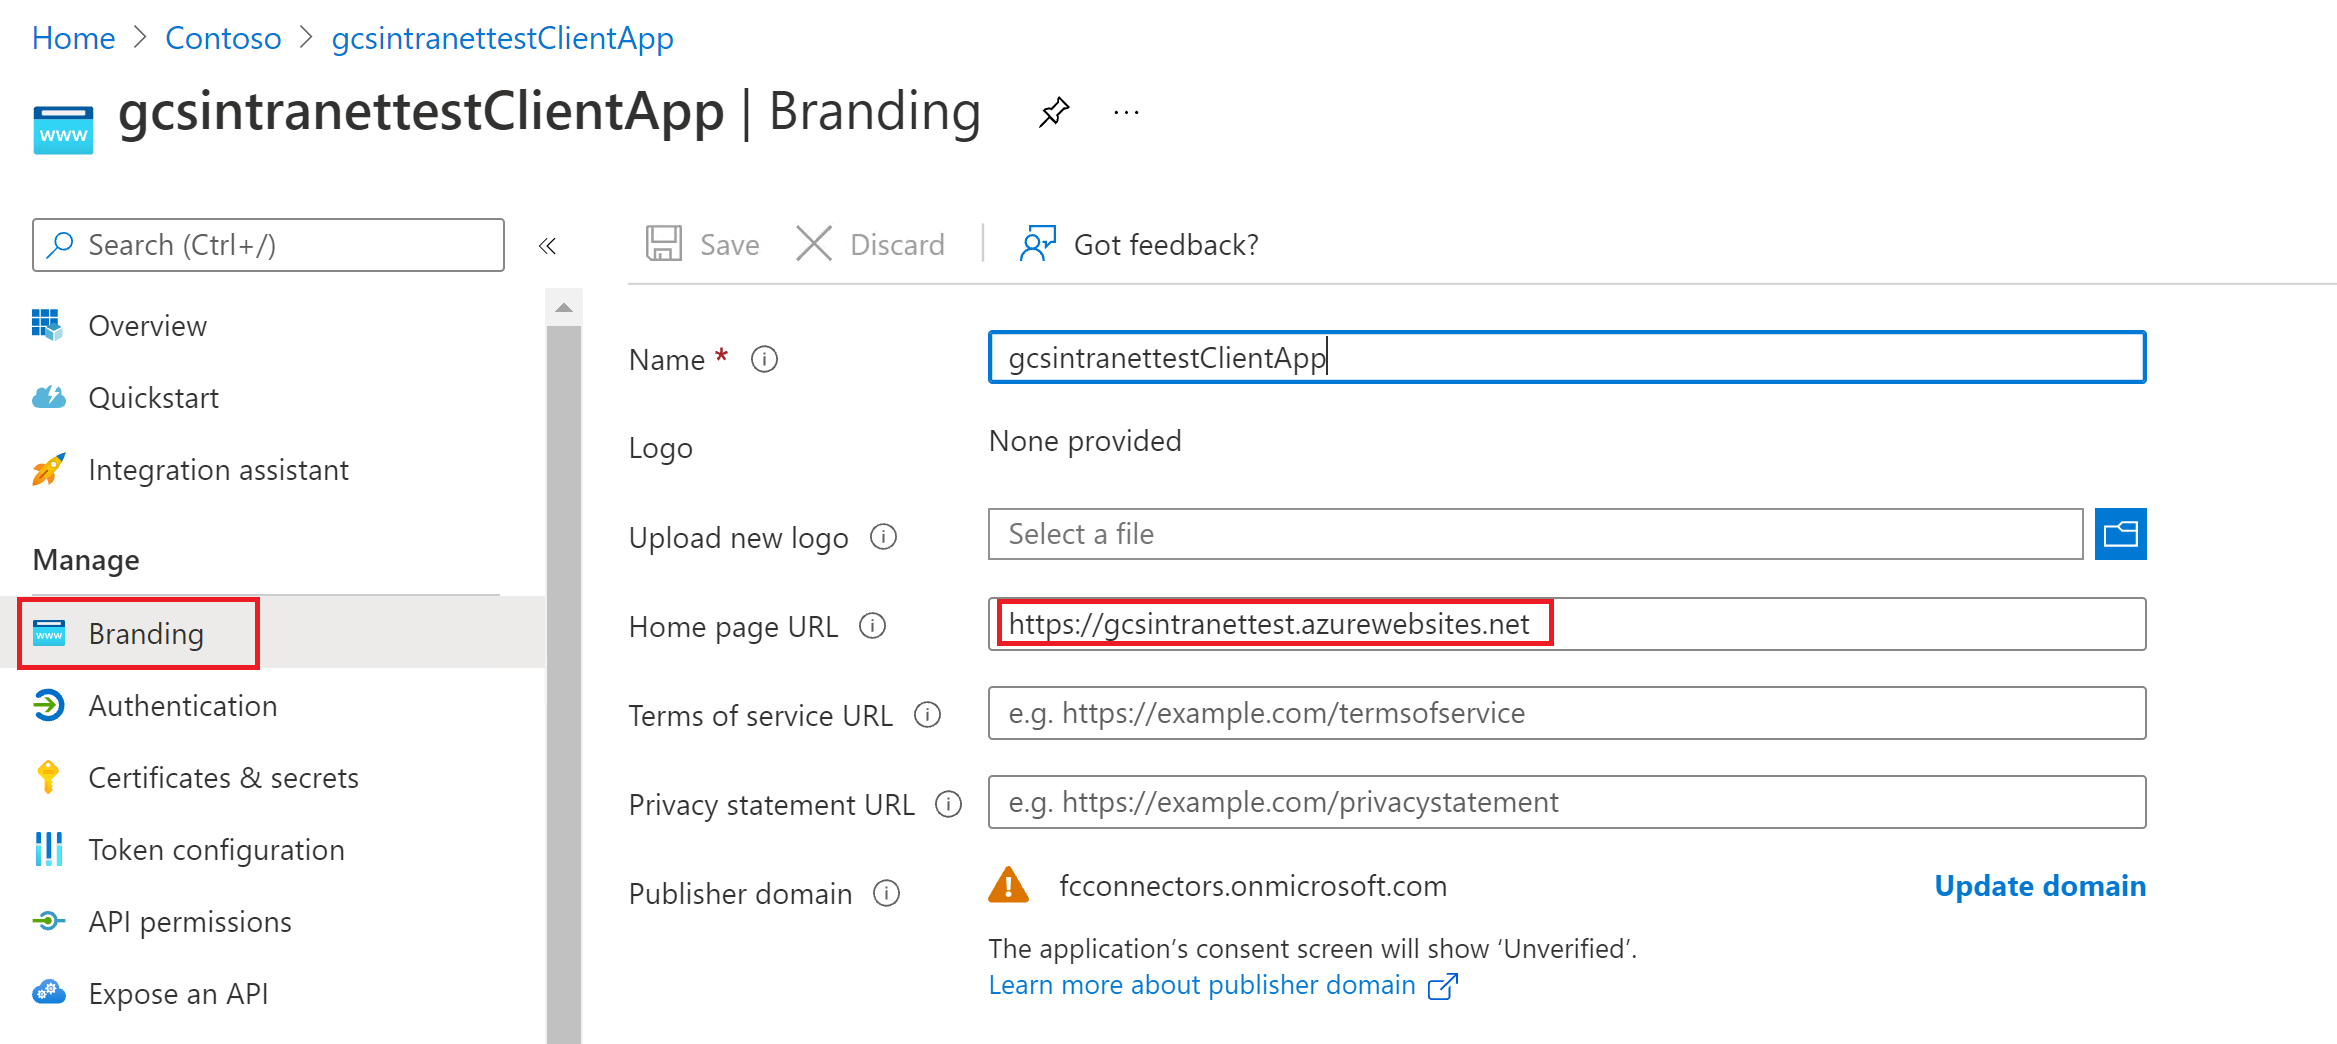 Home > Contoso > gcsintranettestClientApp
www
gcsintranettestClientApp | Branding ...
Search (Ctrl+/) «
Overview
Quickstart
Integration assistant
Manage
www Branding
Authentication
Certificates & secrets
Token configuration
API permissions
Expose an API
Save Discard Got feedback?
Name * gcsintranettestClientApp
Logo None provided
Upload new logo Select a file
Home page URL https://gcsintranettest.azurewebsites.net
Terms of service URL e.g. https://example.com/termsofservice
Privacy statement URL e.g. https://example.com/privacystatement
Publisher domain fcconnectors.onmicrosoft.com Update domain
The application’s consent screen will show ‘Unverified’.
Learn more about publisher domain